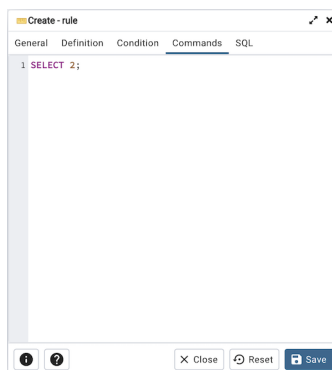 Create - rule
General Definition Condition Commands SQL
1 SELECT 2;
Close Reset Save